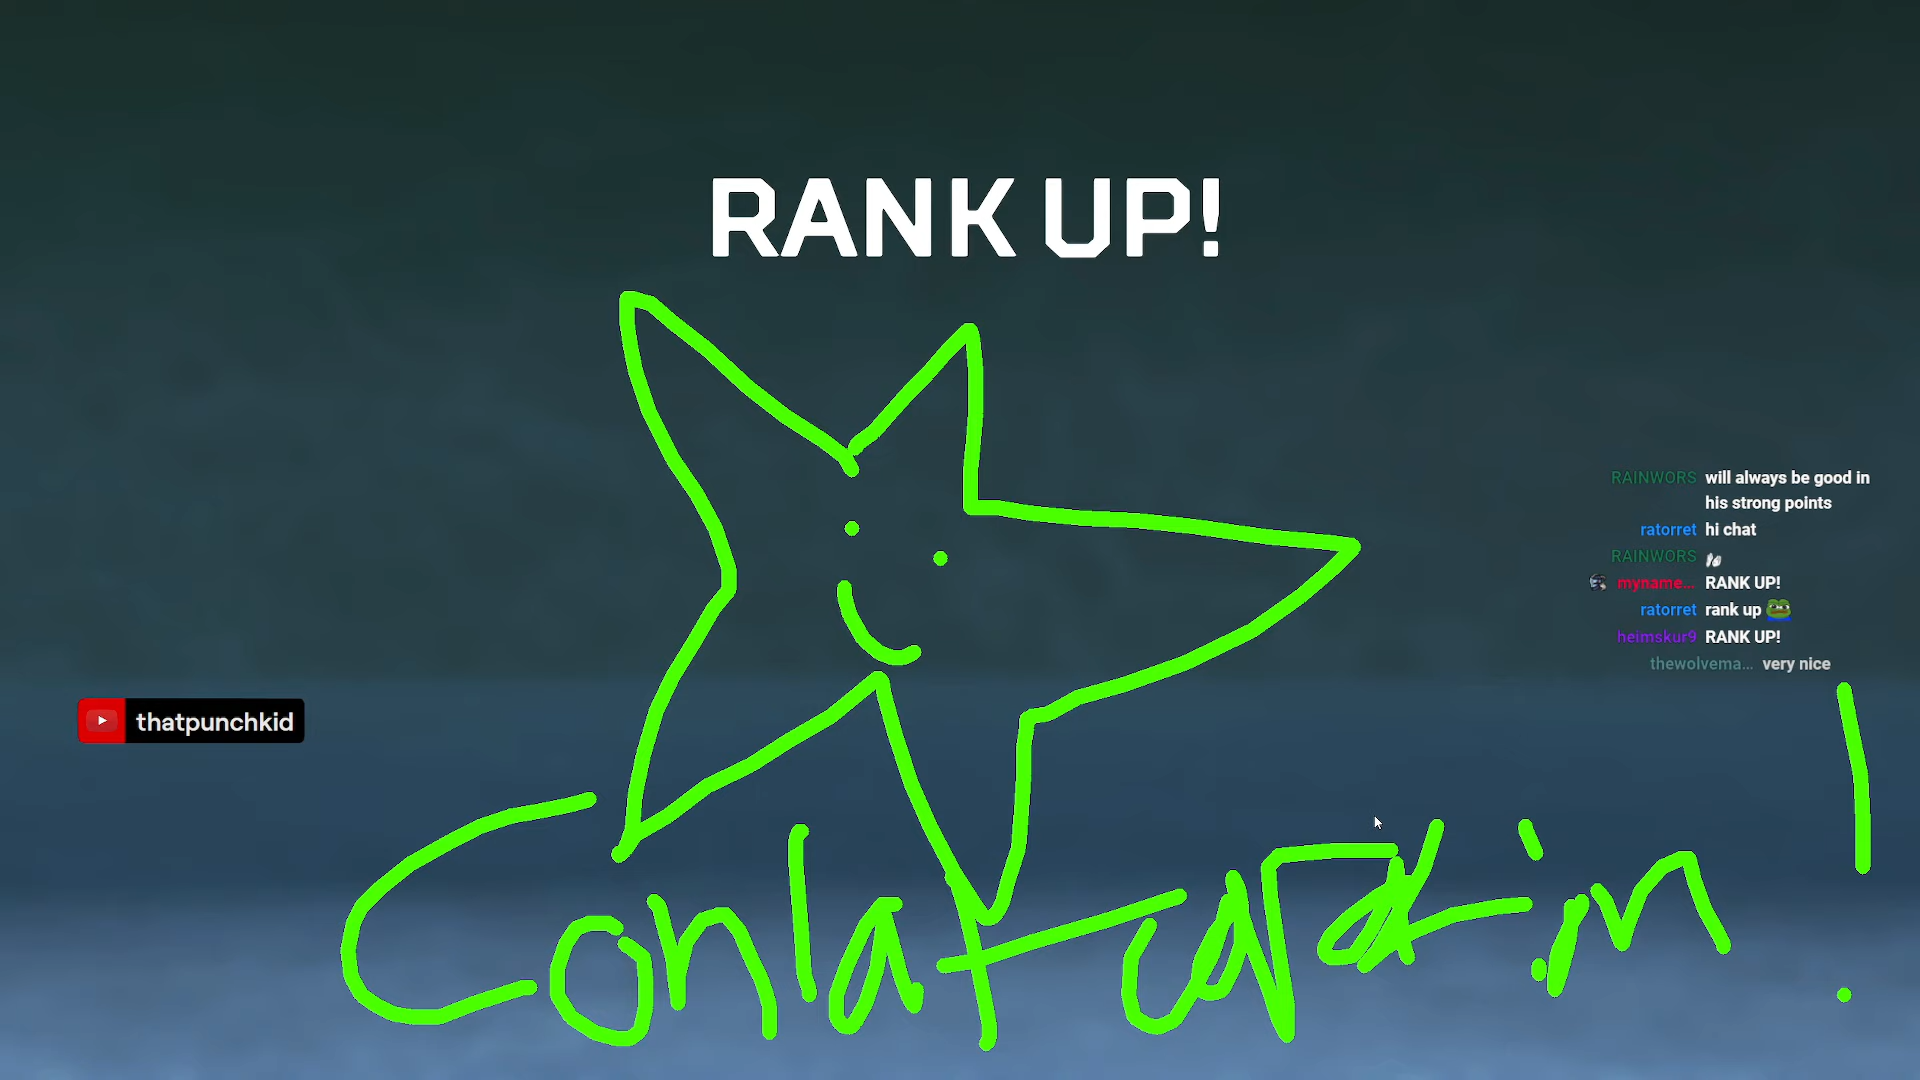 RANK UP!
RAINWORS will always be good in
his strong points
ratorret hi chat
RAINWORS
myname... RANK UP!
ratorret rank up
heimskur9 RANK UP!
thewolvema... very nice
thatpunchkid